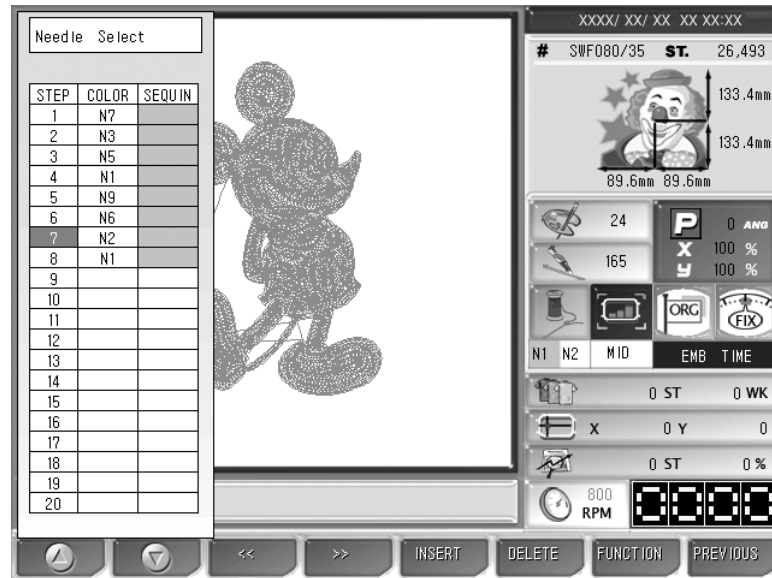 XXXX/ XX/ XX XX XX:XX
Needle Select
# SWF080/35 ST. 26,493
STEP COLOR SEQUIN
1 N7
2 N3
3 N5
4 N1
5 N9
6 N6
7 N2
8 N1
9
10
11
12
13
14
15
16
17
18
19
20
133.4mm
133.4mm
89.6mm 89.6mm
24
165
P 0 ANG
X 100 %
y 100 %
ORG
FIX
N1 N2 MID EMB TIME
0 ST 0 WK
X 0 Y 0
0 ST 0 %
800
RPM
0000
<< >> INSERT DELETE FUNCTION PREVIOUS